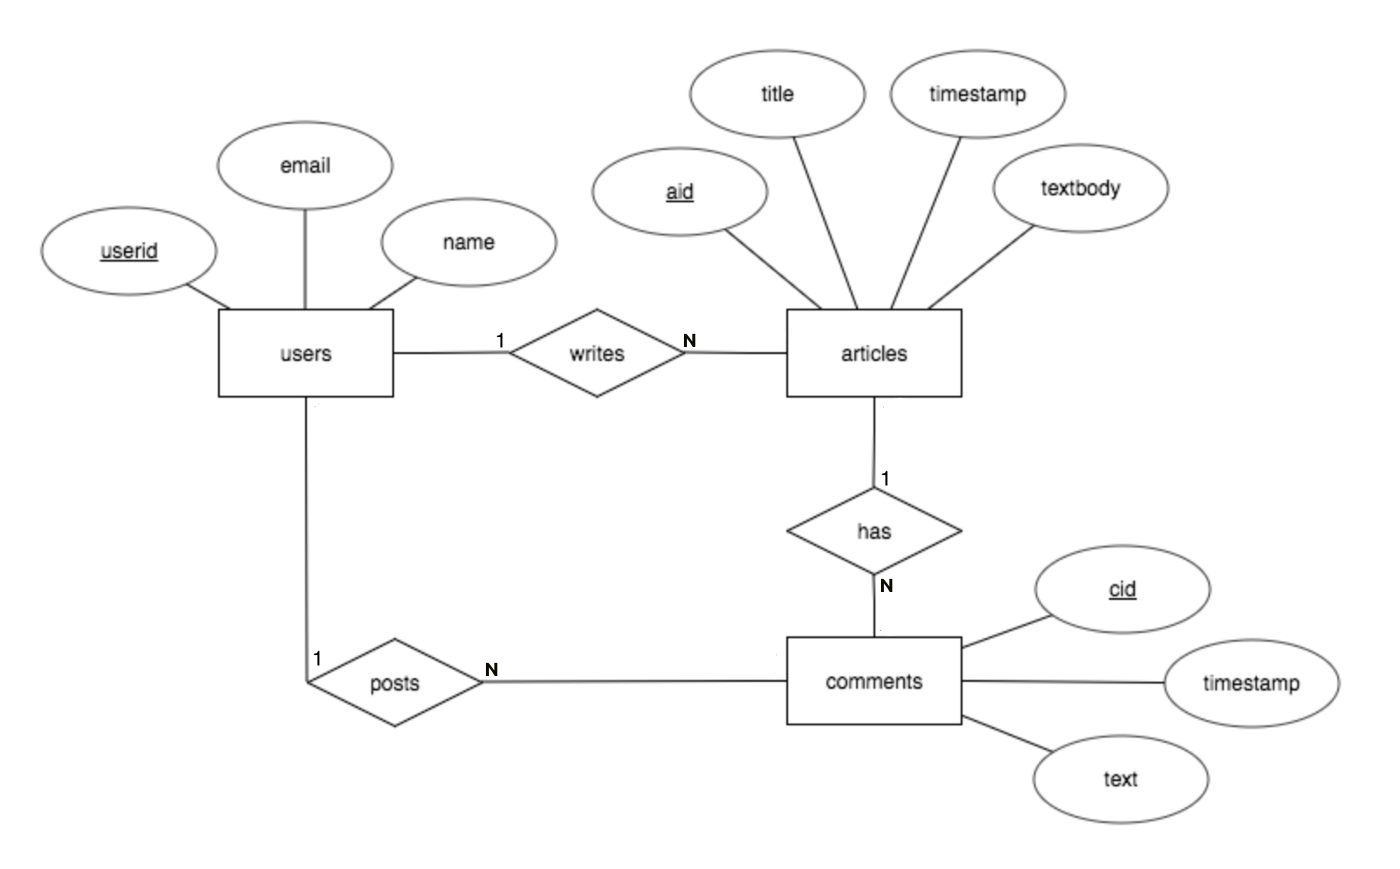 title
timestamp
email
aid
textbody
userid
name
users
1
writes
N
articles
1
has
N
cid
1
posts
N
comments
timestamp
text